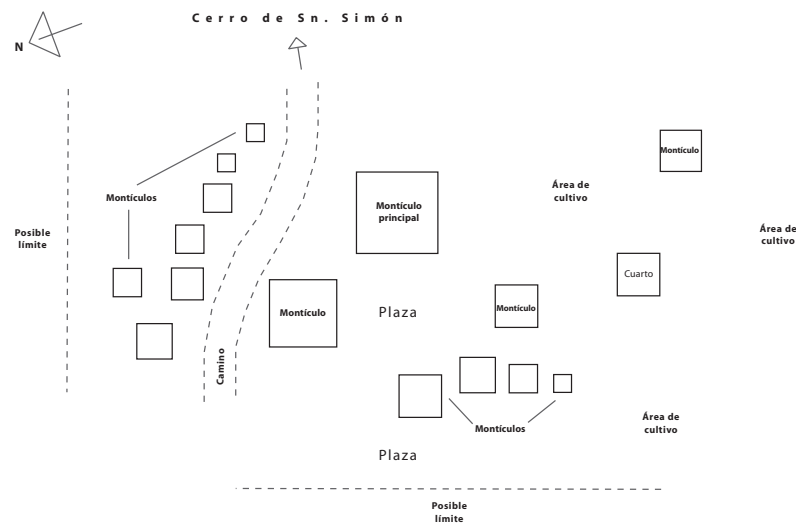 Cerro de Sn. Simón
N
Montículo
Montículos
Montículo
principal
Área de
cultivo
Posible
límite
Área de
cultivo
Cuarto
Montículo
Plaza
Montículo
Camino
Montículos
Área de
cultivo
Plaza
Posible
límite